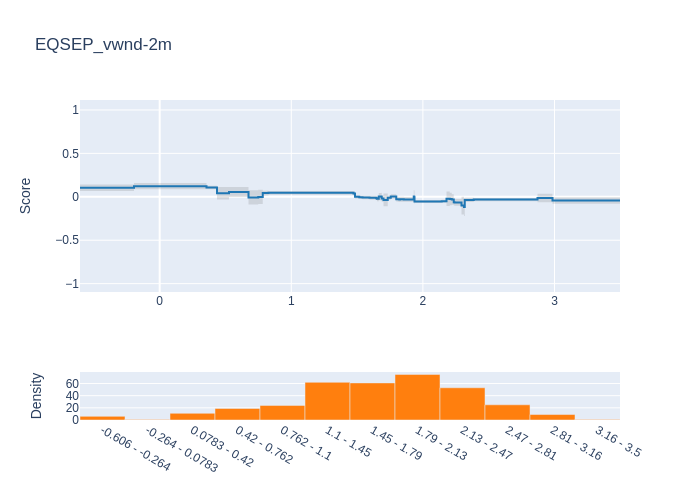 EQSEP_vwnd-2m
1
0.5
0
−0.5
−1
Score
0 1 2 3
60
40
20
0
Density
-0.606 - -0.264
-0.264 - 0.0783
0.0783 - 0.42
0.42 - 0.762
0.762 - 1.1
1.1 - 1.45
1.45 - 1.79
1.79 - 2.13
2.13 - 2.47
2.47 - 2.81
2.81 - 3.16
3.16 - 3.5